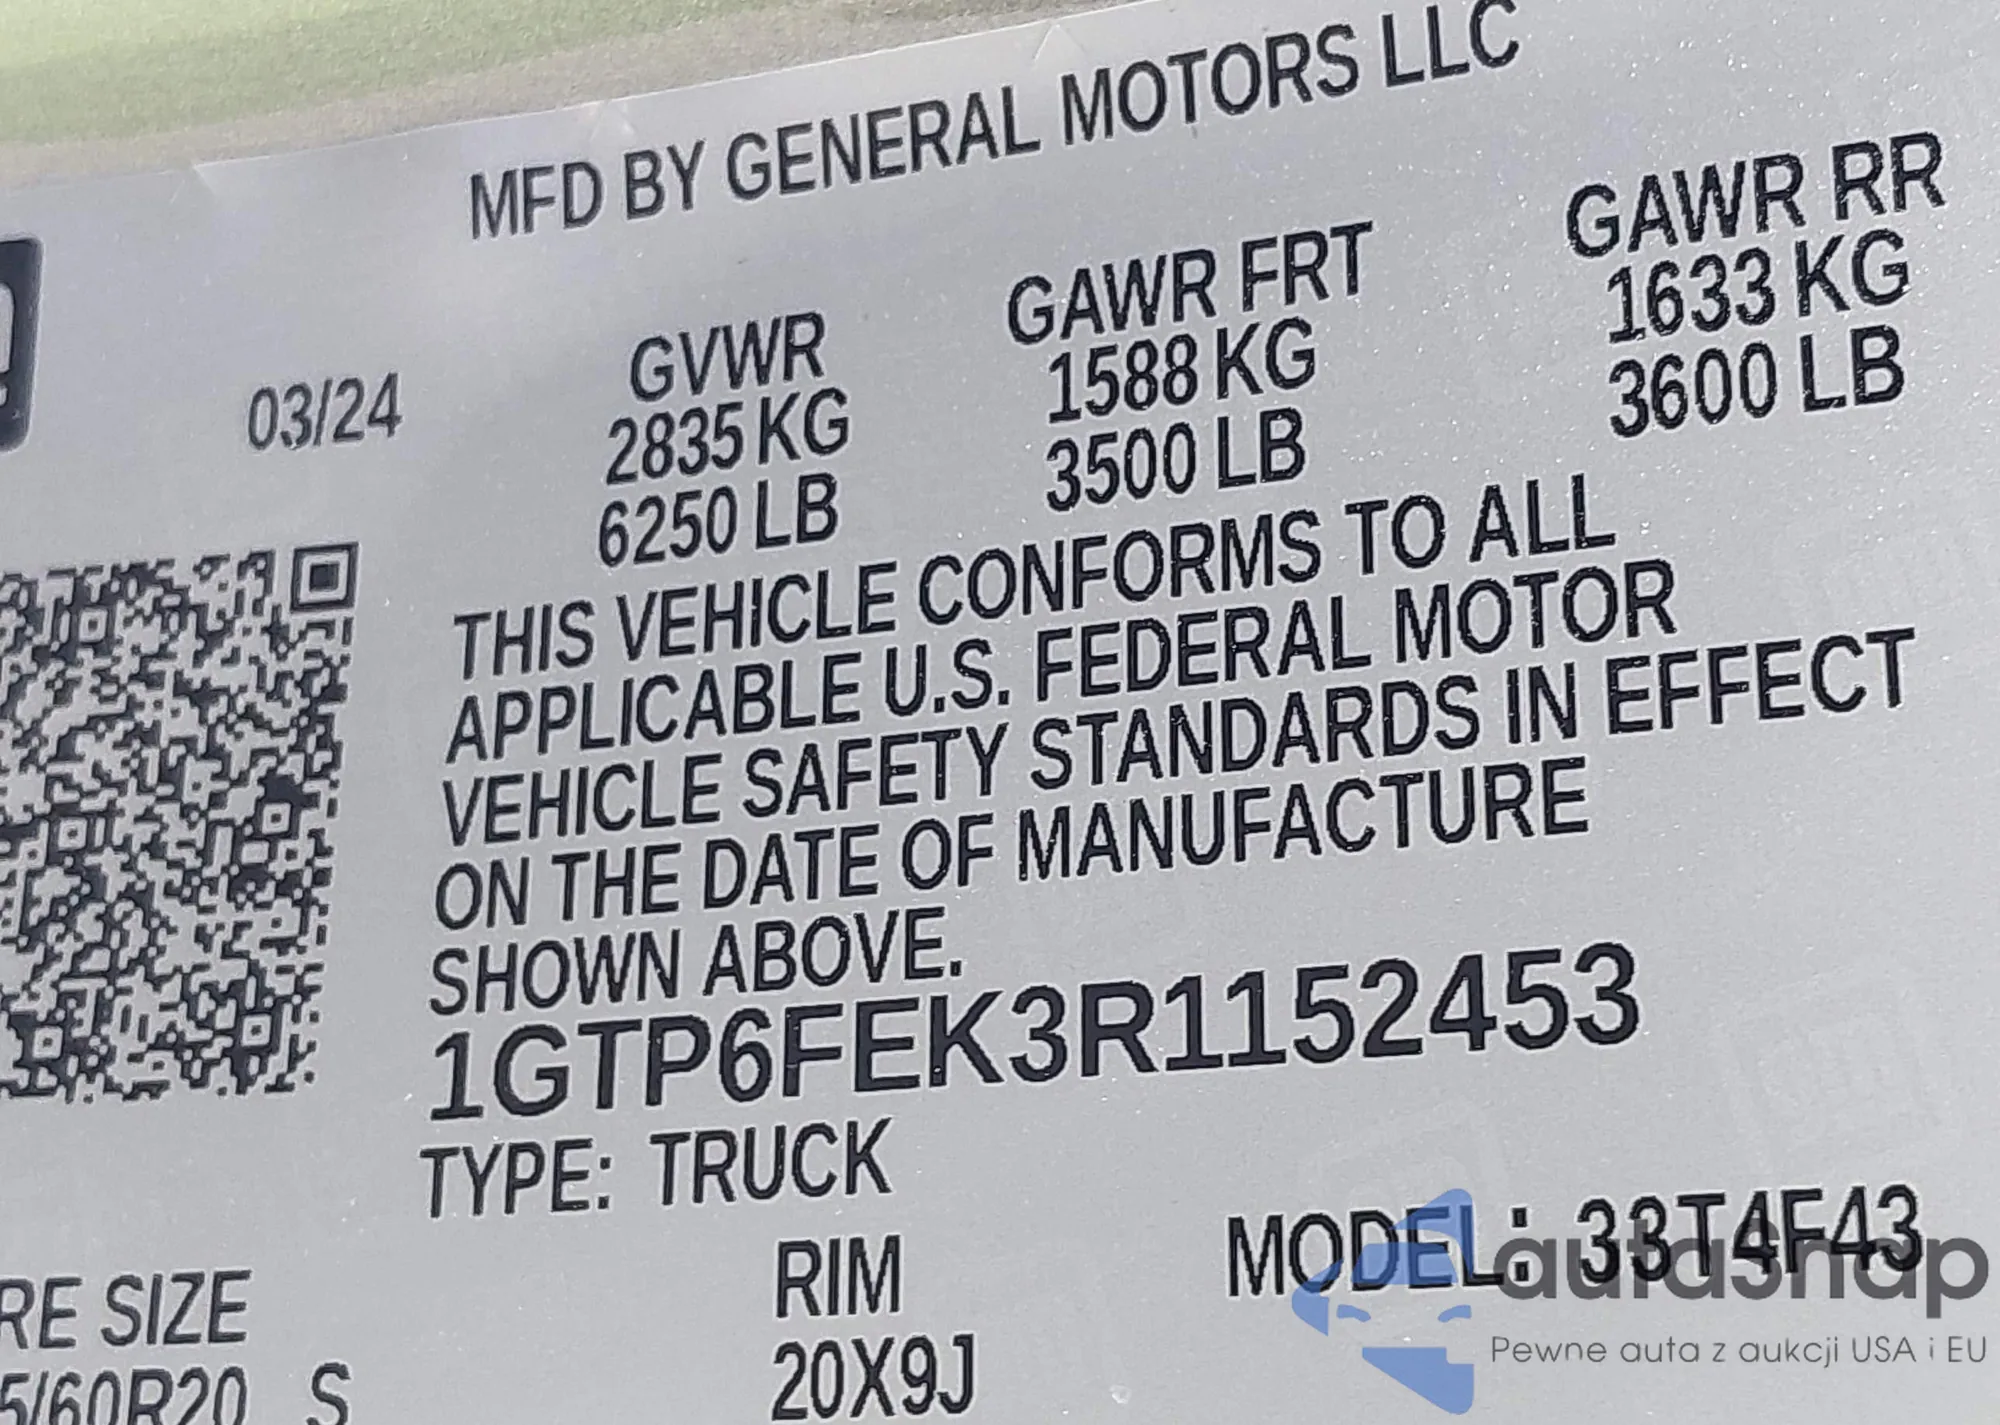 MFD BY GENERAL MOTORS LLC
03/24
GVWR
2835 KG
6250 LB
GAWR FRT
1588 KG
3500 LB
GAWR RR
1633 KG
3600 LB
THIS VEHICLE CONFORMS TO ALL
APPLICABLE U.S. FEDERAL MOTOR
VEHICLE SAFETY STANDARDS IN EFFECT
ON THE DATE OF MANUFACTURE
SHOWN ABOVE.
1GTP6FEK3R1152453
TYPE: TRUCK
MODEL: 33T4F43
RE SIZE
5/60R20 S
RIM
20X9J
autaSnap
Pewne auta z aukcji USA i EU